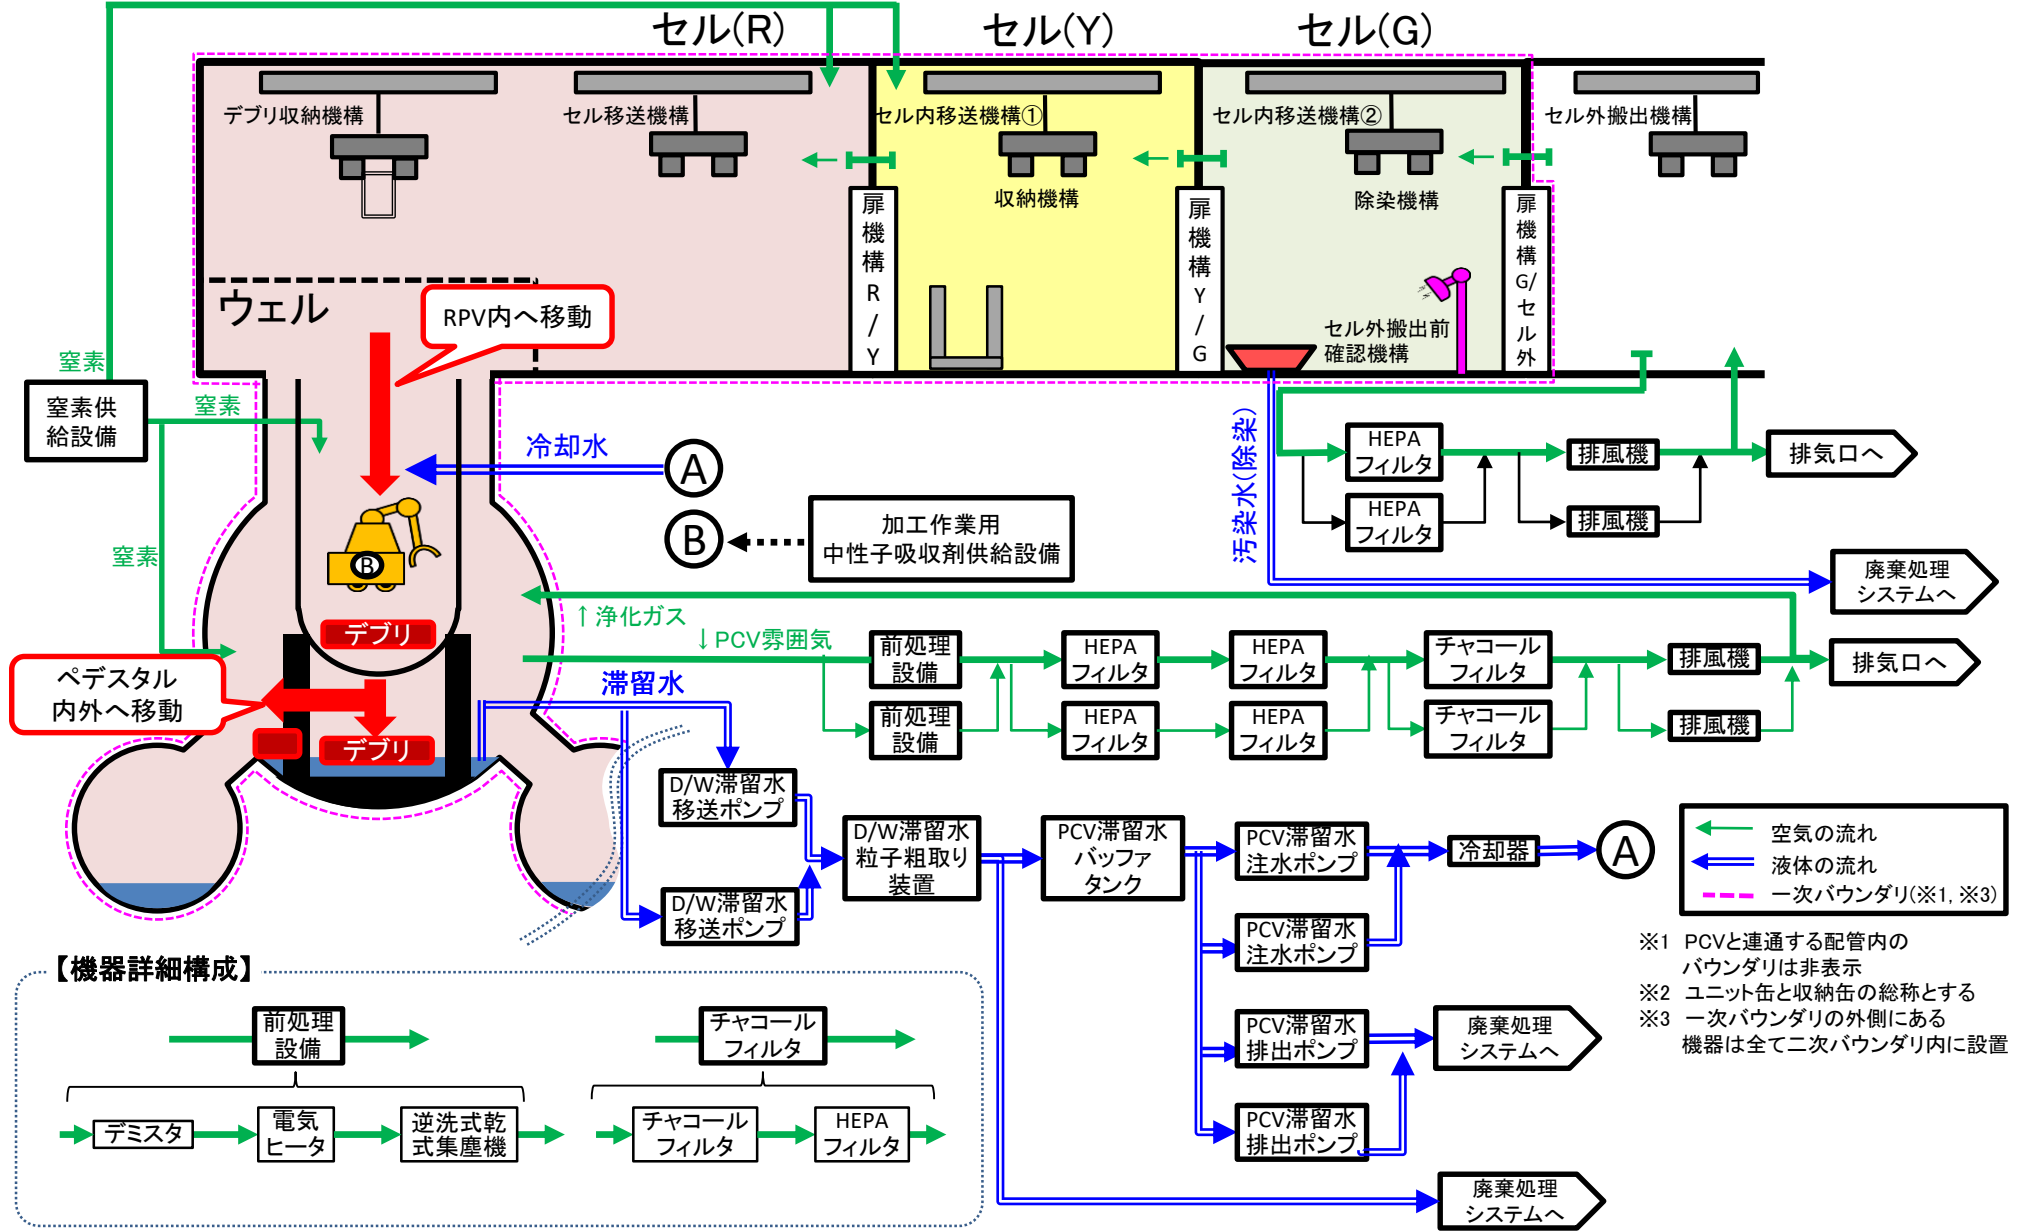 セル(R)
セル(Y)
セル(G)
デブリ収納機構
セル移送機構
セル内移送機構①
セル内移送機構②
セル外搬出機構
収納機構
除染機構
扉機構R/Y
扉機構Y/G
扉機構G/セル外
ウェル
RPV内へ移動
セル外搬出前
確認機構
窒素
窒素供
給設備
窒素
窒素
冷却水
A
B
加工作業用
中性子吸収剤供給設備
B
汚染水(除染)
HEPA
フィルタ
排風機
排気口へ
HEPA
フィルタ
排風機
廃棄処理
システムへ
↑浄化ガス
↓PCV雰囲気
デブリ
前処理
設備
HEPA
フィルタ
HEPA
フィルタ
チャコール
フィルタ
排風機
排気口へ
前処理
設備
HEPA
フィルタ
HEPA
フィルタ
チャコール
フィルタ
排風機
ペデスタル
内外へ移動
滞留水
デブリ
D/W滞留水
移送ポンプ
D/W滞留水
粒子粗取り
装置
PCV滞留水
バッファ
タンク
PCV滞留水
注水ポンプ
冷却器
A
D/W滞留水
移送ポンプ
PCV滞留水
注水ポンプ
PCV滞留水
排出ポンプ
廃棄処理
システムへ
PCV滞留水
排出ポンプ
廃棄処理
システムへ
空気の流れ
液体の流れ
一次バウンダリ(※1, ※3)
※1 PCVと連通する配管内の
バウンダリは非表示
※2 ユニット缶と収納缶の総称とする
※3 一次バウンダリの外側にある
機器は全て二次バウンダリ内に設置
【機器詳細構成】
前処理
設備
チャコール
フィルタ
デミスタ
電気
ヒータ
逆洗式乾
式集塵機
チャコール
フィルタ
HEPA
フィルタ